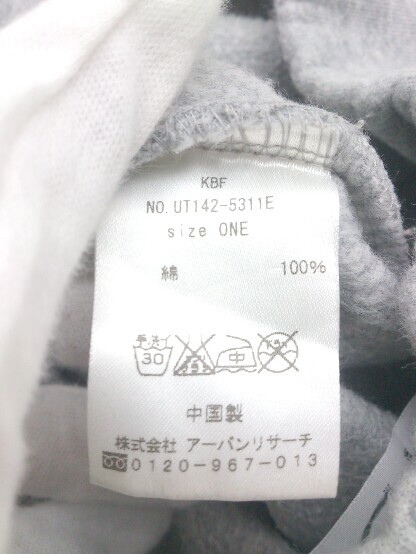 KBF
NO. UT142-5311E
size ONE
綿 100%
手洗イ
30
中
中国製
株式会社 アーバンリサーチ
0120-967-013